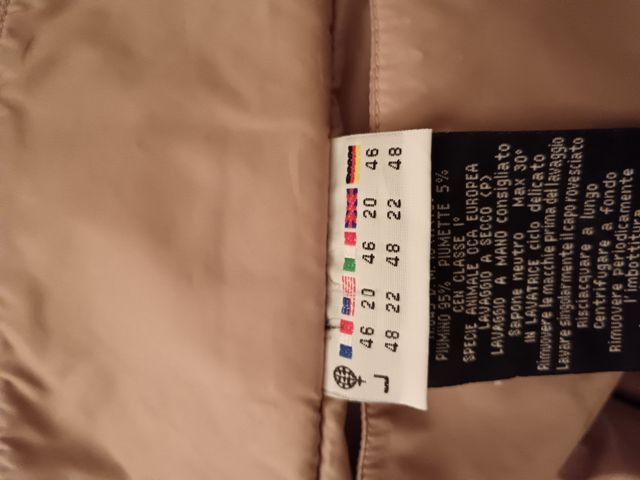 46 20 46 20 46
J 48 22 48 22 48
PIUMINO 95% PIUMETTE 5%
CEN CLASSE I°
SPECIE ANIMALE OCA EUROPEA
LAVAGGIO A SECCO (P)
LAVAGGIO A MANO consigliato
Sapone neutro MAX 30°
IN LAVATRICE ciclo delicato
Rimuovere le macchie prima del lavaggio
Lavare singolarmente il capo rovesciato
Risciacquare a lungo
Centrifugare a fondo
Rimuovere Periodicamente
l'imbottitura